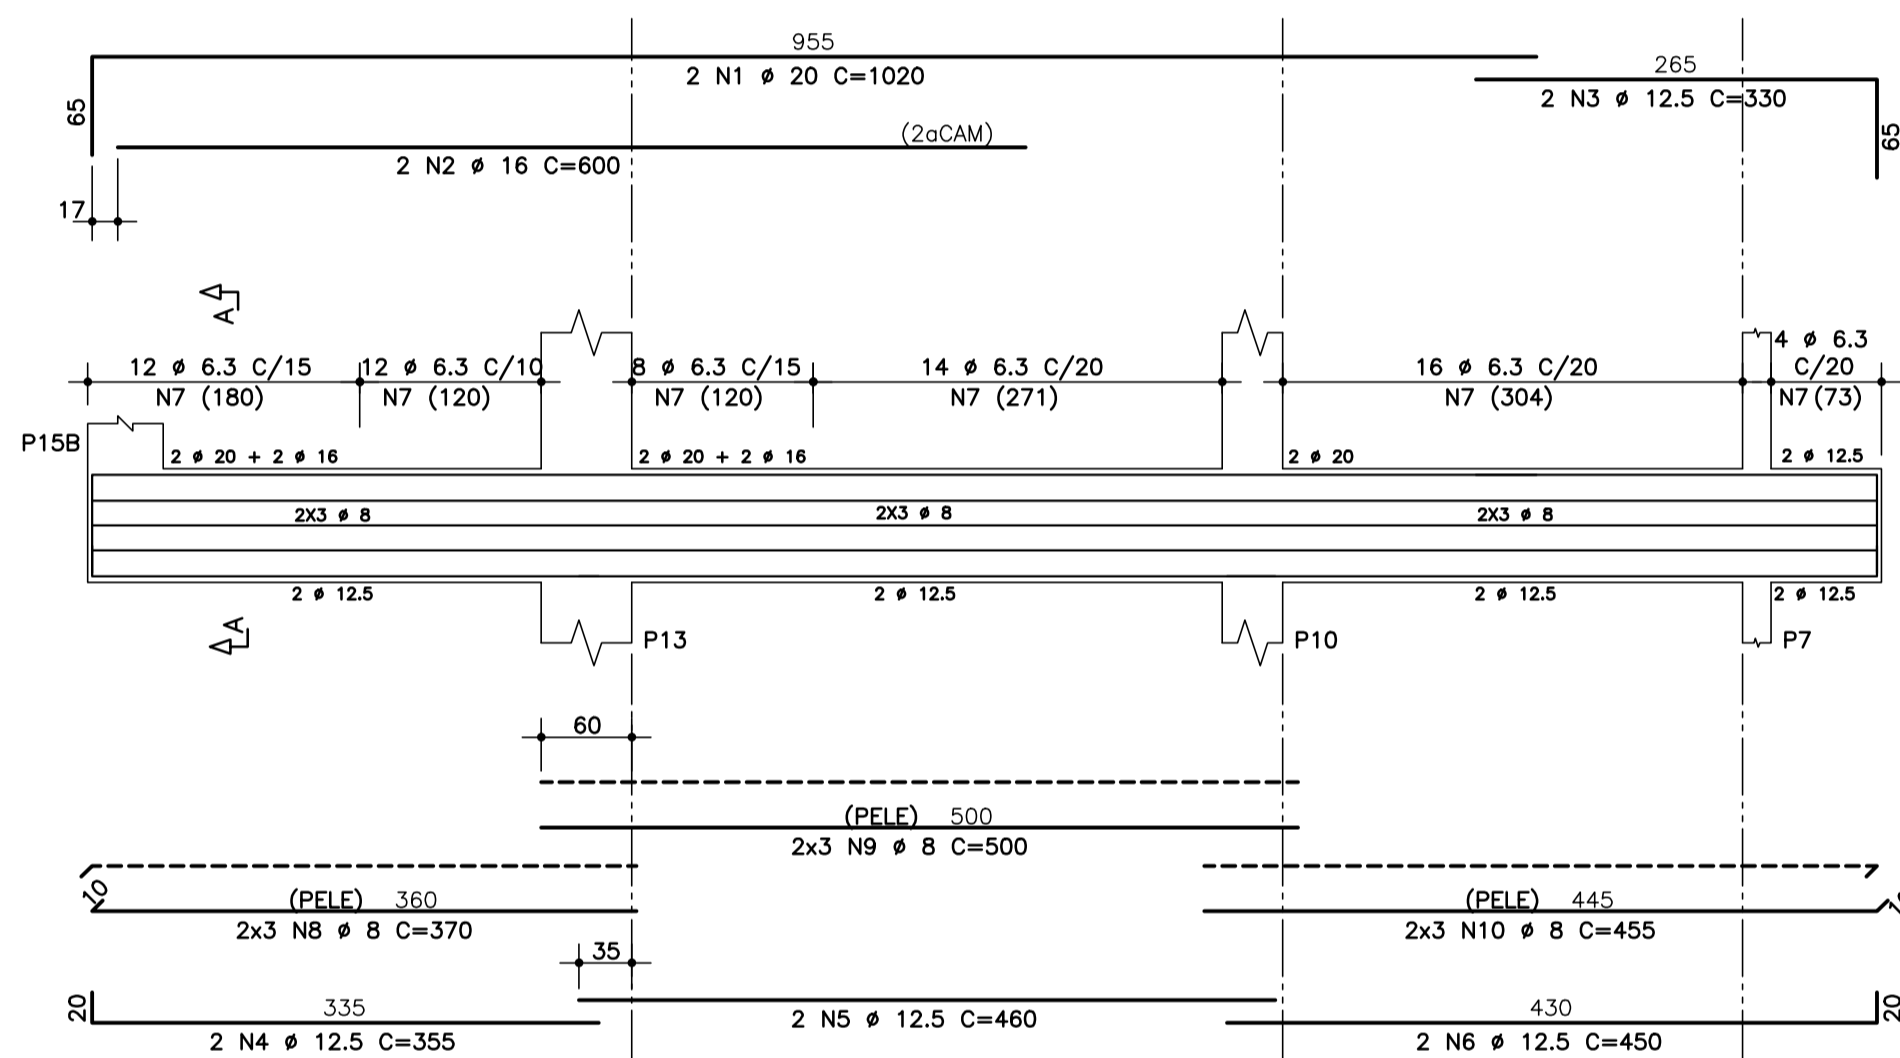 955
2 N1 ø 20 C=1020
265
2 N3 ø 12.5 C=330
65
65
(2aCAM)
2 N2 ø 16 C=600
17
A
12 ø 6.3 C/15
N7 (180)
12 ø 6.3 C/10
N7 (120)
8 ø 6.3 C/15
N7 (120)
14 ø 6.3 C/20
N7 (271)
16 ø 6.3 C/20
N7 (304)
4 ø 6.3
C/20
N7(73)
P15B
2 ø 20 + 2 ø 16
2 ø 20 + 2 ø 16
2 ø 20
2 ø 12.5
2X3 ø 8
2X3 ø 8
2X3 ø 8
2 ø 12.5
2 ø 12.5
2 ø 12.5
2 ø 12.5
A
P13
P10
P7
60
(PELE) 500
2x3 N9 ø 8 C=500
10
(PELE) 360
2x3 N8 ø 8 C=370
(PELE) 445
2x3 N10 ø 8 C=455
35
20
335
2 N4 ø 12.5 C=355
2 N5 ø 12.5 C=460
430
2 N6 ø 12.5 C=450
20